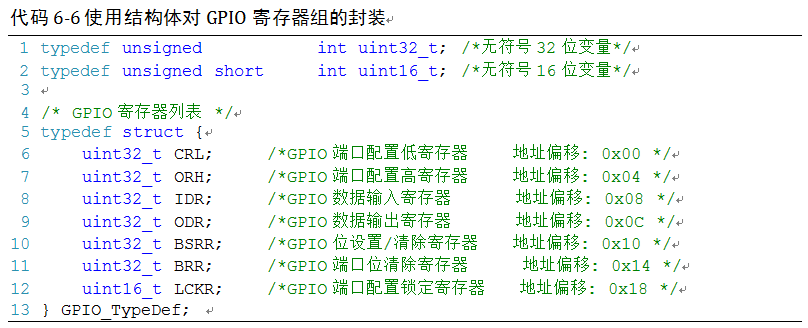 代码 6-6 使用结构体对 GPIO 寄存器组的封装↵
1 typedef unsigned           int uint32_t; /*无符号 32 位变量*/↵
2 typedef unsigned short     int uint16_t; /*无符号 16 位变量*/↵
3 ↵
4 /* GPIO 寄存器列表 */↵
5 typedef struct {↵
6     uint32_t CRL;     /*GPIO 端口配置低寄存器    地址偏移: 0x00 */↵
7     uint32_t ORH;     /*GPIO 端口配置高寄存器    地址偏移: 0x04 */↵
8     uint32_t IDR;     /*GPIO 数据输入寄存器      地址偏移: 0x08 */↵
9     uint32_t ODR;     /*GPIO 数据输出寄存器      地址偏移: 0x0C */↵
10     uint32_t BSRR;    /*GPIO 位设置/清除寄存器   地址偏移: 0x10 */↵
11     uint32_t BRR;     /*GPIO 端口位清除寄存器     地址偏移: 0x14 */↵
12     uint16_t LCKR;    /*GPIO 端口配置锁定寄存器   地址偏移: 0x18 */↵
13 } GPIO_TypeDef; ↵